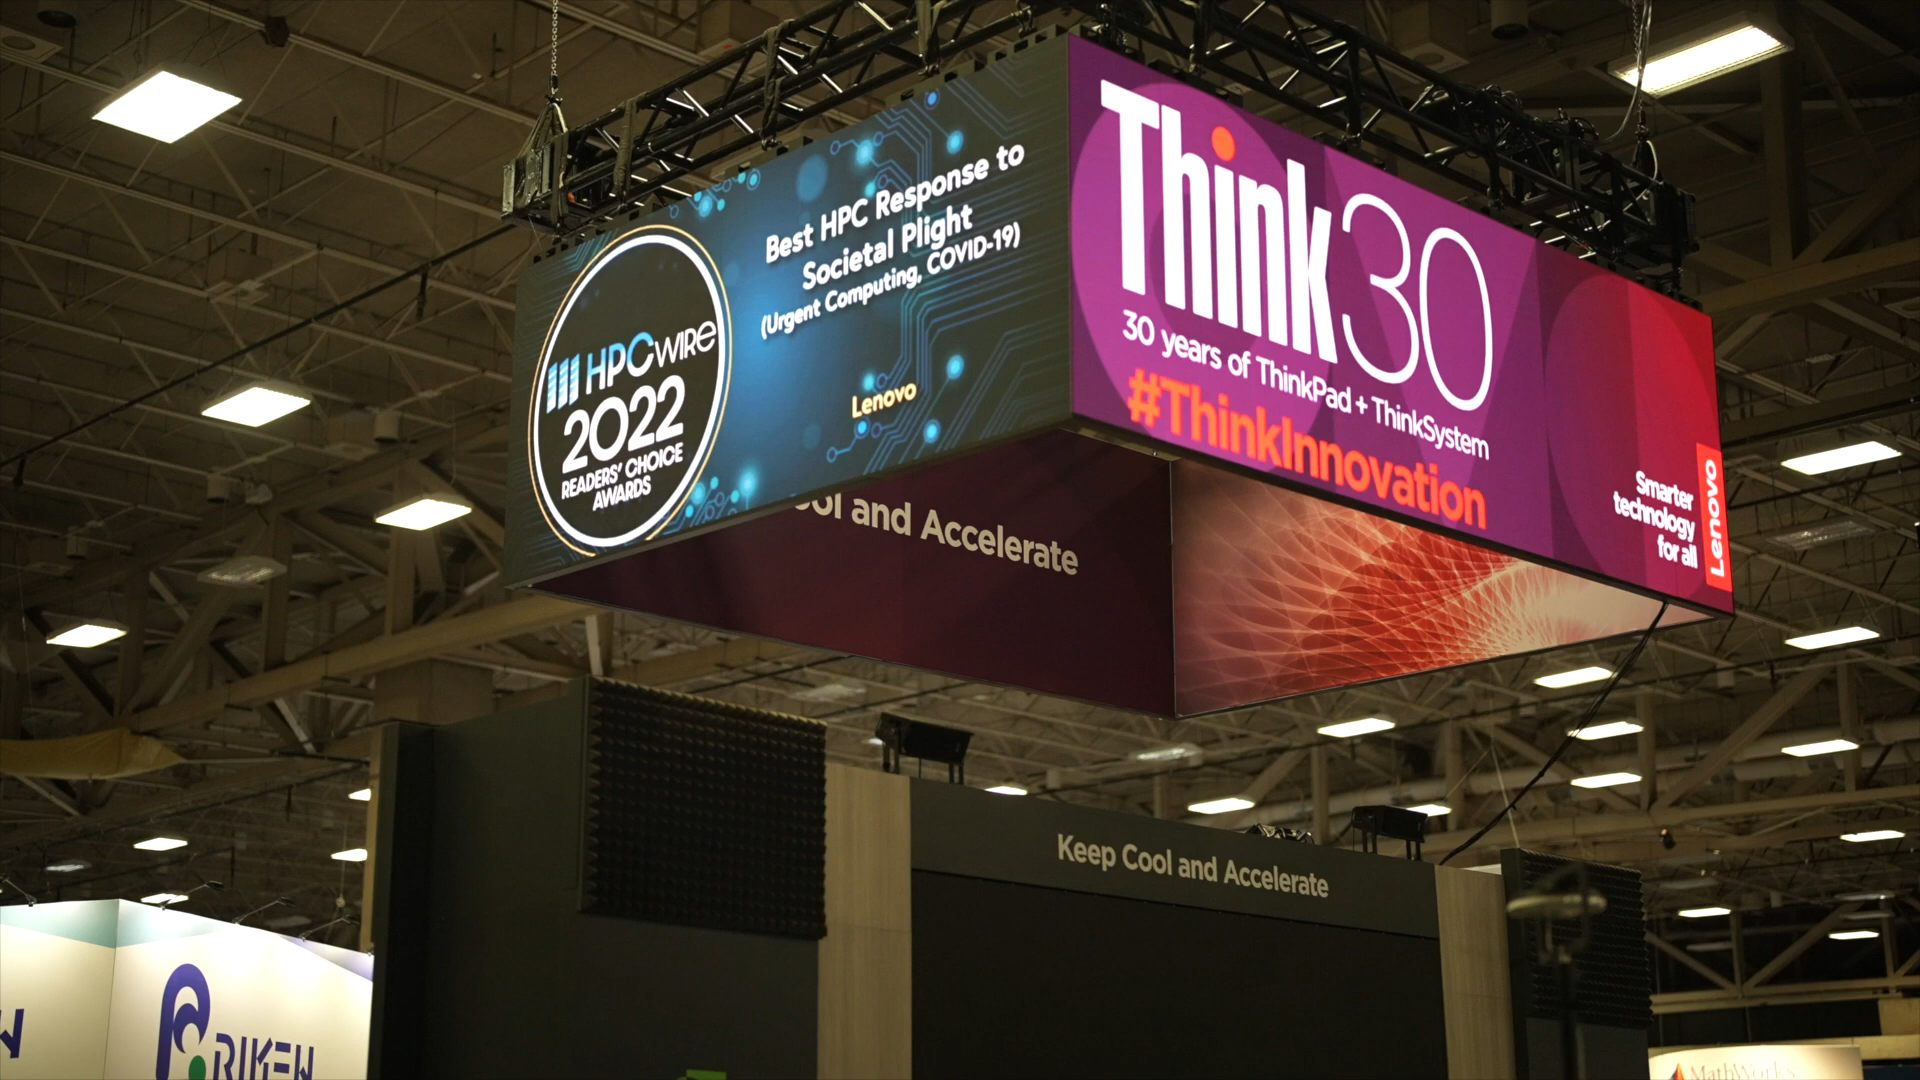 Best HPC Response to
Societal Plight
(Urgent Computing, COVID-19)
Lenovo
HPCWIRE
2022
READERS' CHOICE
AWARDS
Think30
30 years of ThinkPad + ThinkSystem
#ThinkInnovation
Smarter
technology
for all
Lenovo
and Accelerate
Keep Cool and Accelerate
RIKEN
MathWorks